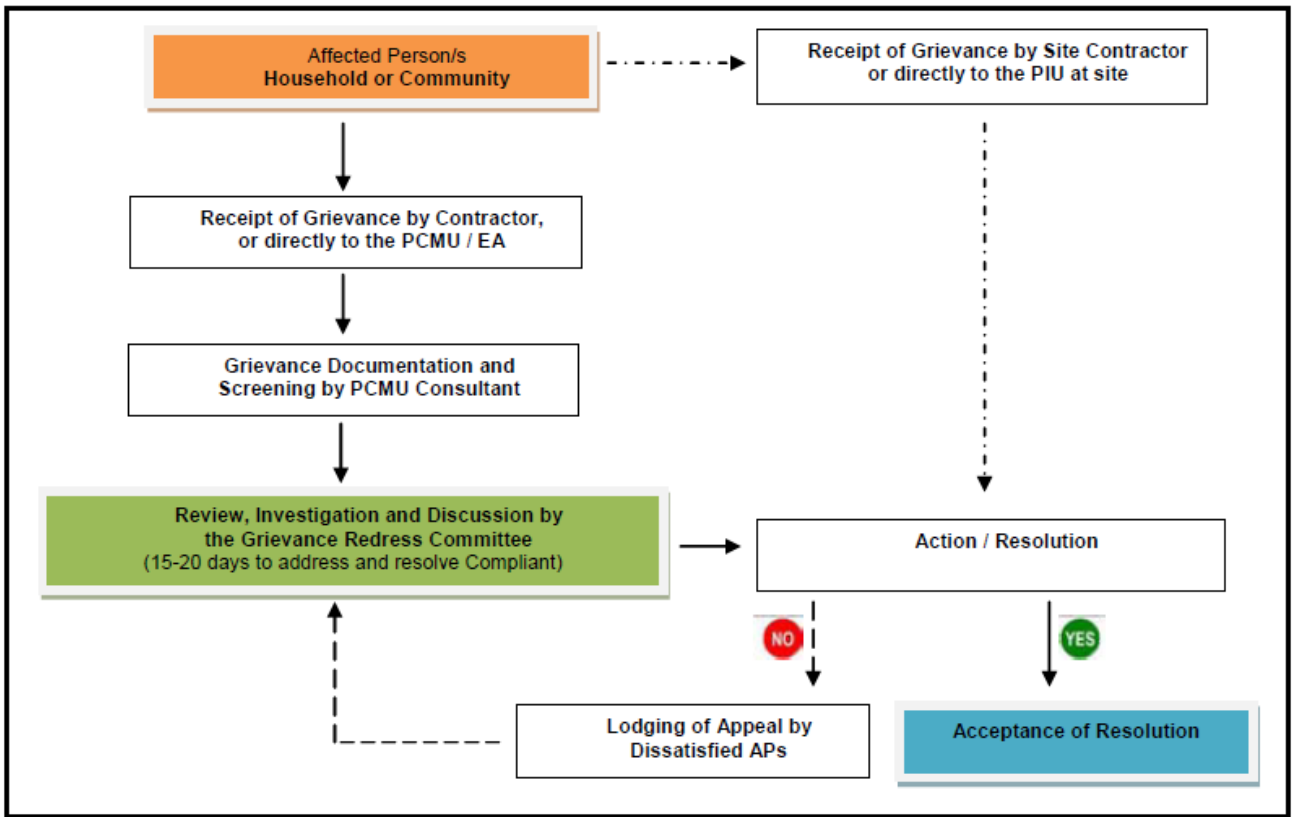 Affected Person/s
Household or Community
Receipt of Grievance by Site Contractor
or directly to the PIU at site
Receipt of Grievance by Contractor,
or directly to the PCMU / EA
Grievance Documentation and
Screening by PCMU Consultant
Review, Investigation and Discussion by
the Grievance Redress Committee
(15-20 days to address and resolve Compliant)
Action / Resolution
NO
YES
Lodging of Appeal by
Dissatisfied APs
Acceptance of Resolution